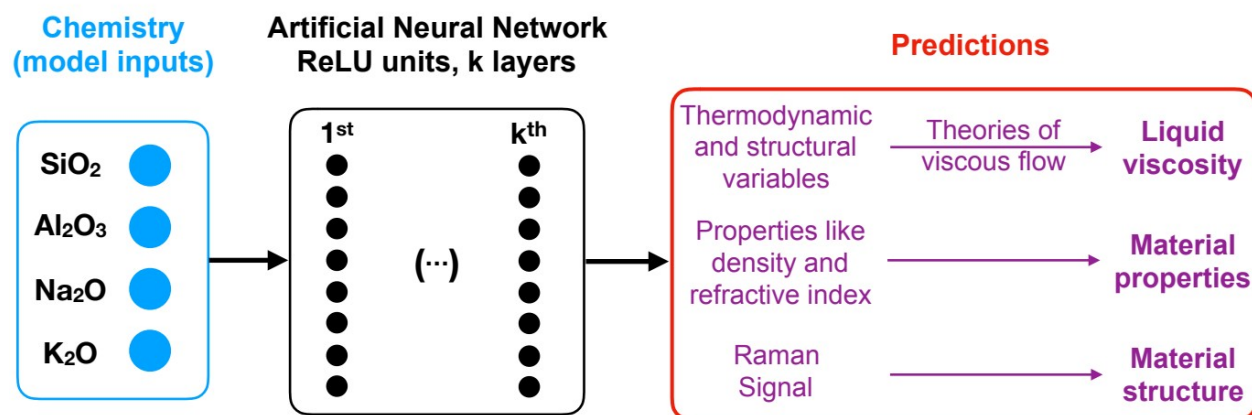 Chemistry
(model inputs)
SiO₂
Al₂O₃
Na₂O
K₂O
Artificial Neural Network
ReLU units, k layers
1ˢᵗ
kᵗʰ
(...)
Predictions
Thermodynamic
and structural
variables
Theories of
viscous flow
Liquid
viscosity
Properties like
density and
refractive index
Material
properties
Raman
Signal
Material
structure